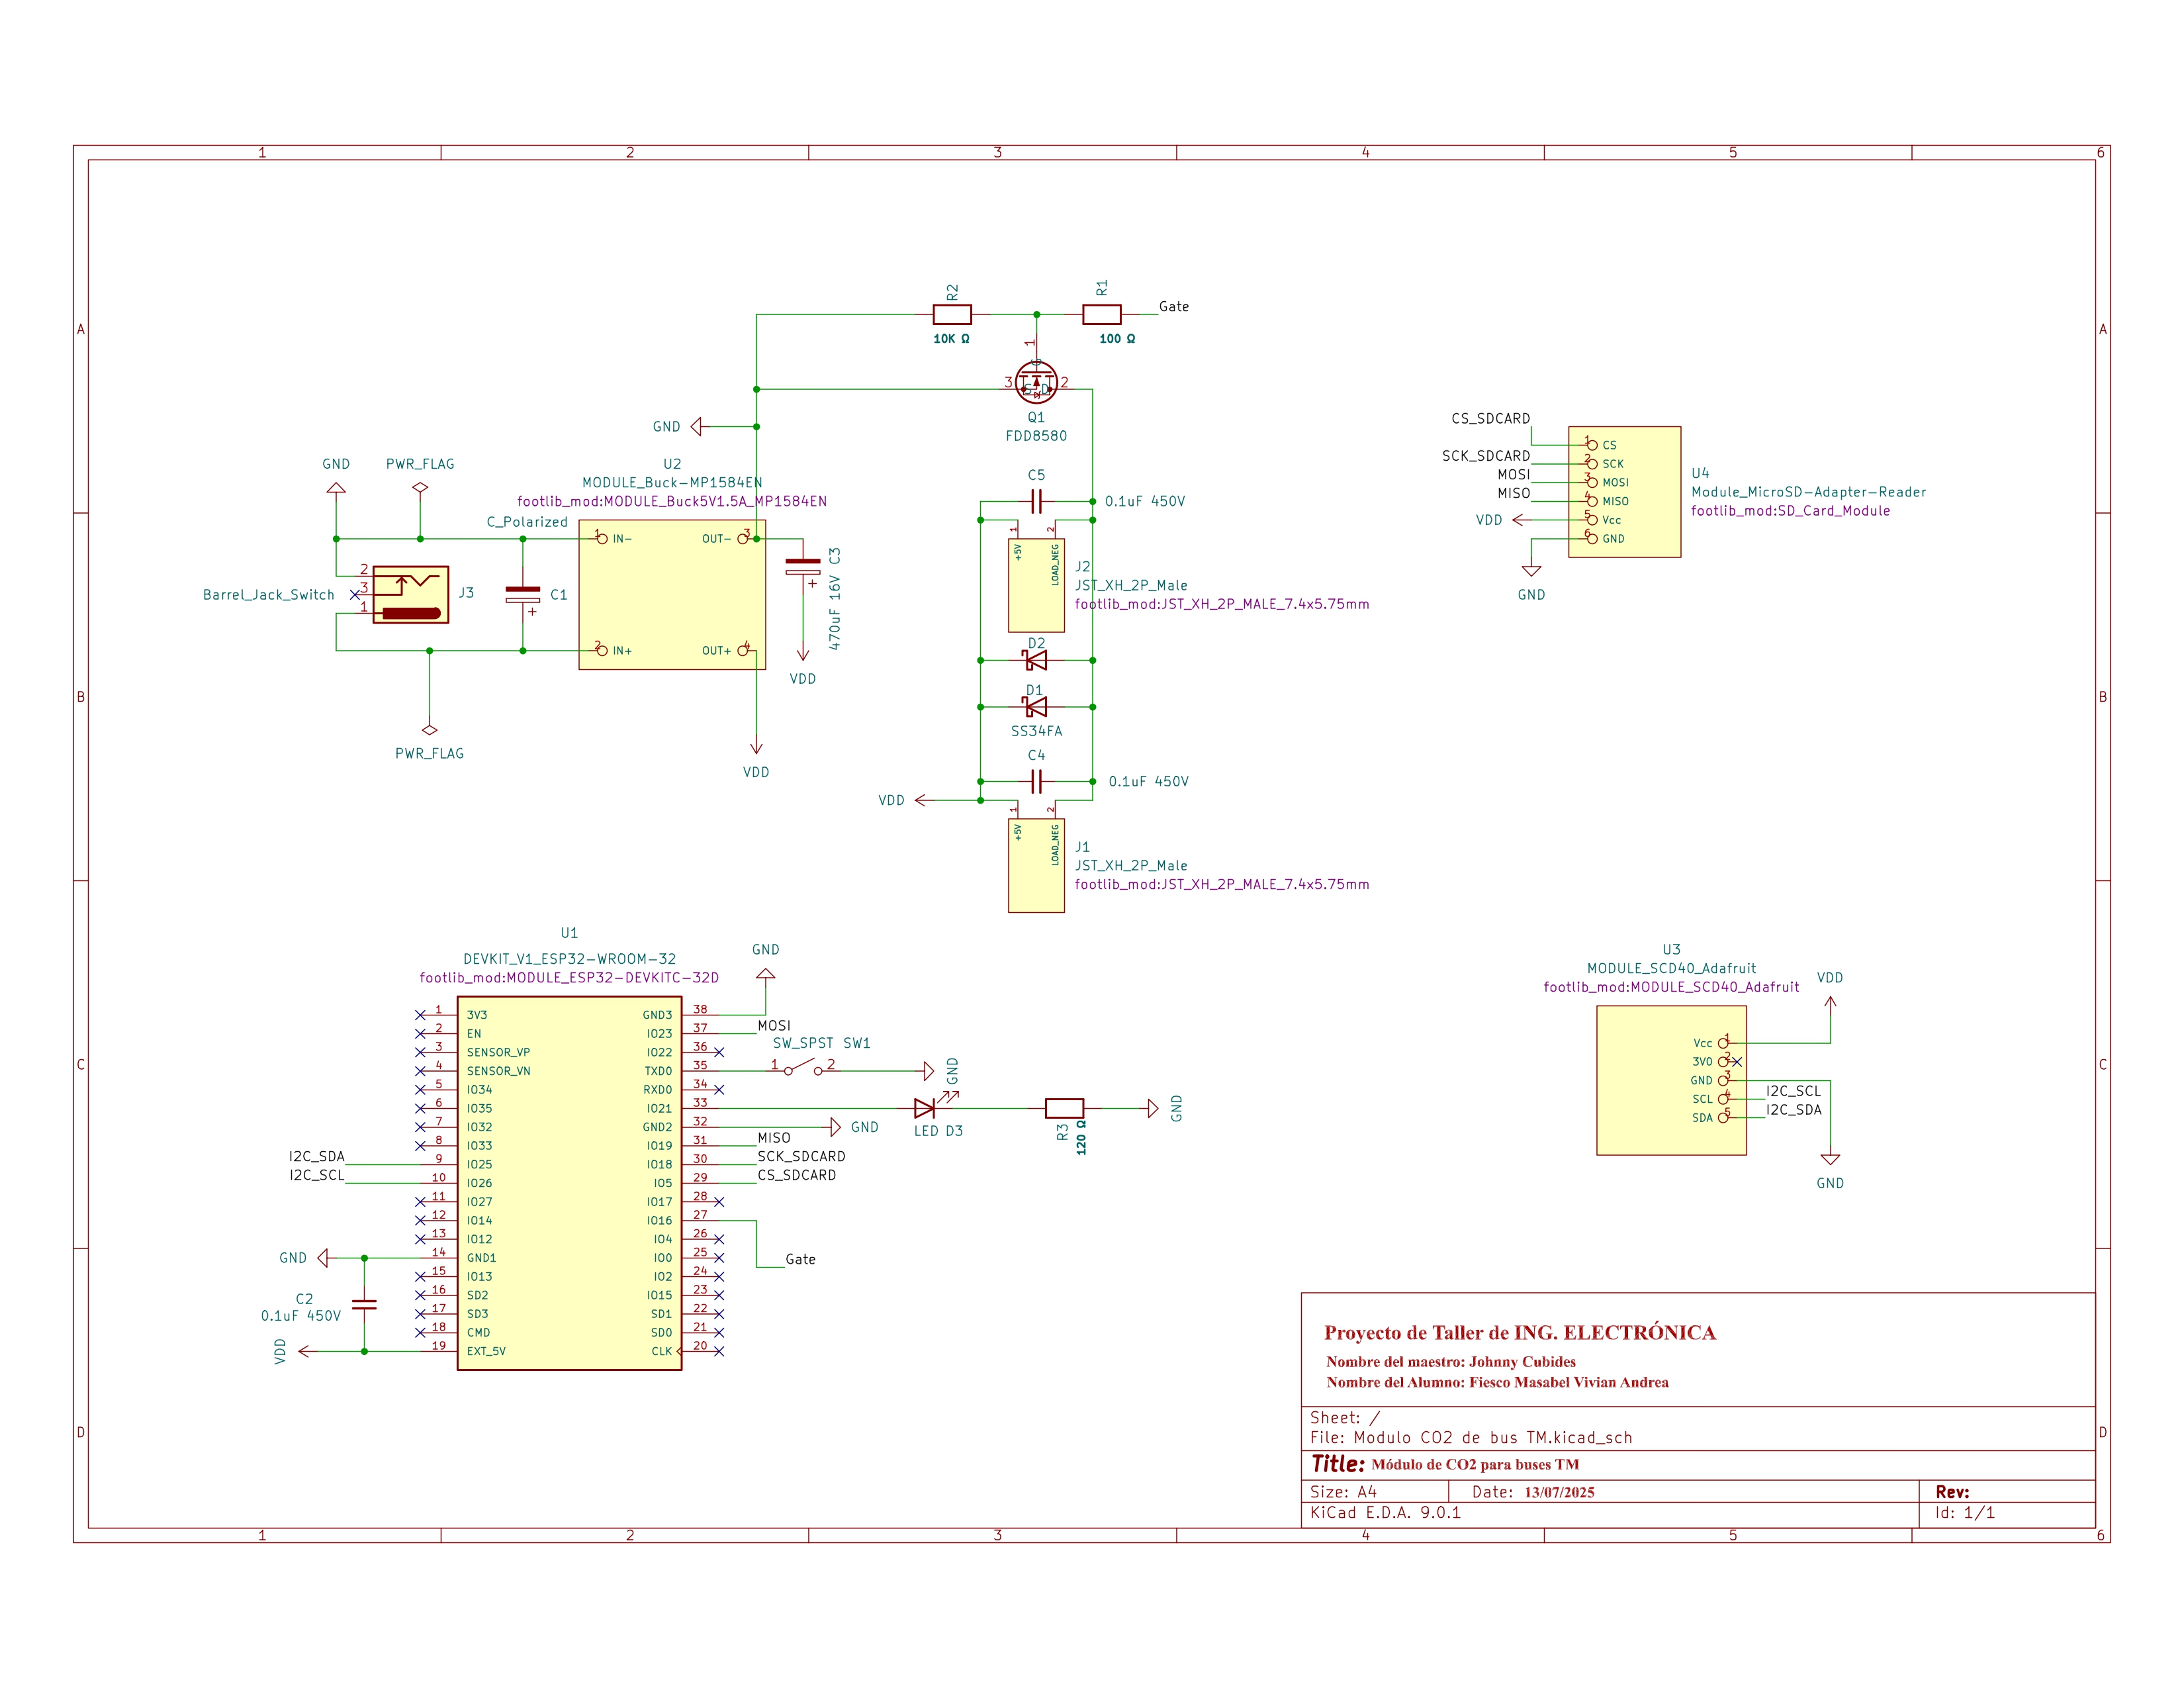 1 2 3 4 5 6
A A
B B
C C
D D
R2
10K Ω
R1
100 Ω
Gate
1
G
3 S D 2
Q1
FDD8580
GND
GND
PWR_FLAG
U2
MODULE_Buck-MP1584EN
footlib_mod:MODULE_Buck5V1.5A_MP1584EN
C_Polarized
1 IN-
OUT- 3
2 IN+
OUT+ 4
Barrel_Jack_Switch
2
3
1
J3
C1
+
PWR_FLAG
+
470uF 16V C3
VDD
VDD
C5
0.1uF 450V
1 2
+5V
LOAD_NEG
J2
JST_XH_2P_Male
footlib_mod:JST_XH_2P_MALE_7.4x5.75mm
D2
D1
SS34FA
C4
0.1uF 450V
VDD
1 2
+5V
LOAD_NEG
J1
JST_XH_2P_Male
footlib_mod:JST_XH_2P_MALE_7.4x5.75mm
CS_SDCARD
SCK_SDCARD
MOSI
MISO
VDD
GND
1 CS
2 SCK
3 MOSI
4 MISO
5 Vcc
6 GND
U4
Module_MicroSD-Adapter-Reader
footlib_mod:SD_Card_Module
U1
DEVKIT_V1_ESP32-WROOM-32
footlib_mod:MODULE_ESP32-DEVKITC-32D
1 3V3
2 EN
3 SENSOR_VP
4 SENSOR_VN
5 IO34
6 IO35
7 IO32
8 IO33
I2C_SDA 9 IO25
I2C_SCL 10 IO26
11 IO27
12 IO14
13 IO12
GND 14 GND1
15 IO13
16 SD2
17 SD3
18 CMD
19 EXT_5V
C2
0.1uF 450V
VDD
GND
GND3 38
IO23 37 MOSI
IO22 36
TXD0 35
RXD0 34
IO21 33
GND2 32 GND
IO19 31 MISO
IO18 30 SCK_SDCARD
IO5 29 CS_SDCARD
IO17 28
IO16 27
IO4 26
IO0 25
IO2 24
IO15 23
SD1 22
SD0 21
CLK 20
Gate
SW_SPST SW1
1 2
GND
LED D3
R3
120 Ω
GND
U3
MODULE_SCD40_Adafruit
footlib_mod:MODULE_SCD40_Adafruit
VDD
Vcc 1
3V0 2
GND 3
SCL 4 I2C_SCL
SDA 5 I2C_SDA
GND
Proyecto de Taller de ING. ELECTRÓNICA
Nombre del maestro: Johnny Cubides
Nombre del Alumno: Fiesco Masabel Vivian Andrea
Sheet: /
File: Modulo CO2 de bus TM.kicad_sch
Title: Módulo de CO2 para buses TM
Size: A4 Date: 13/07/2025 Rev:
KiCad E.D.A. 9.0.1 Id: 1/1
1 2 3 4 5 6